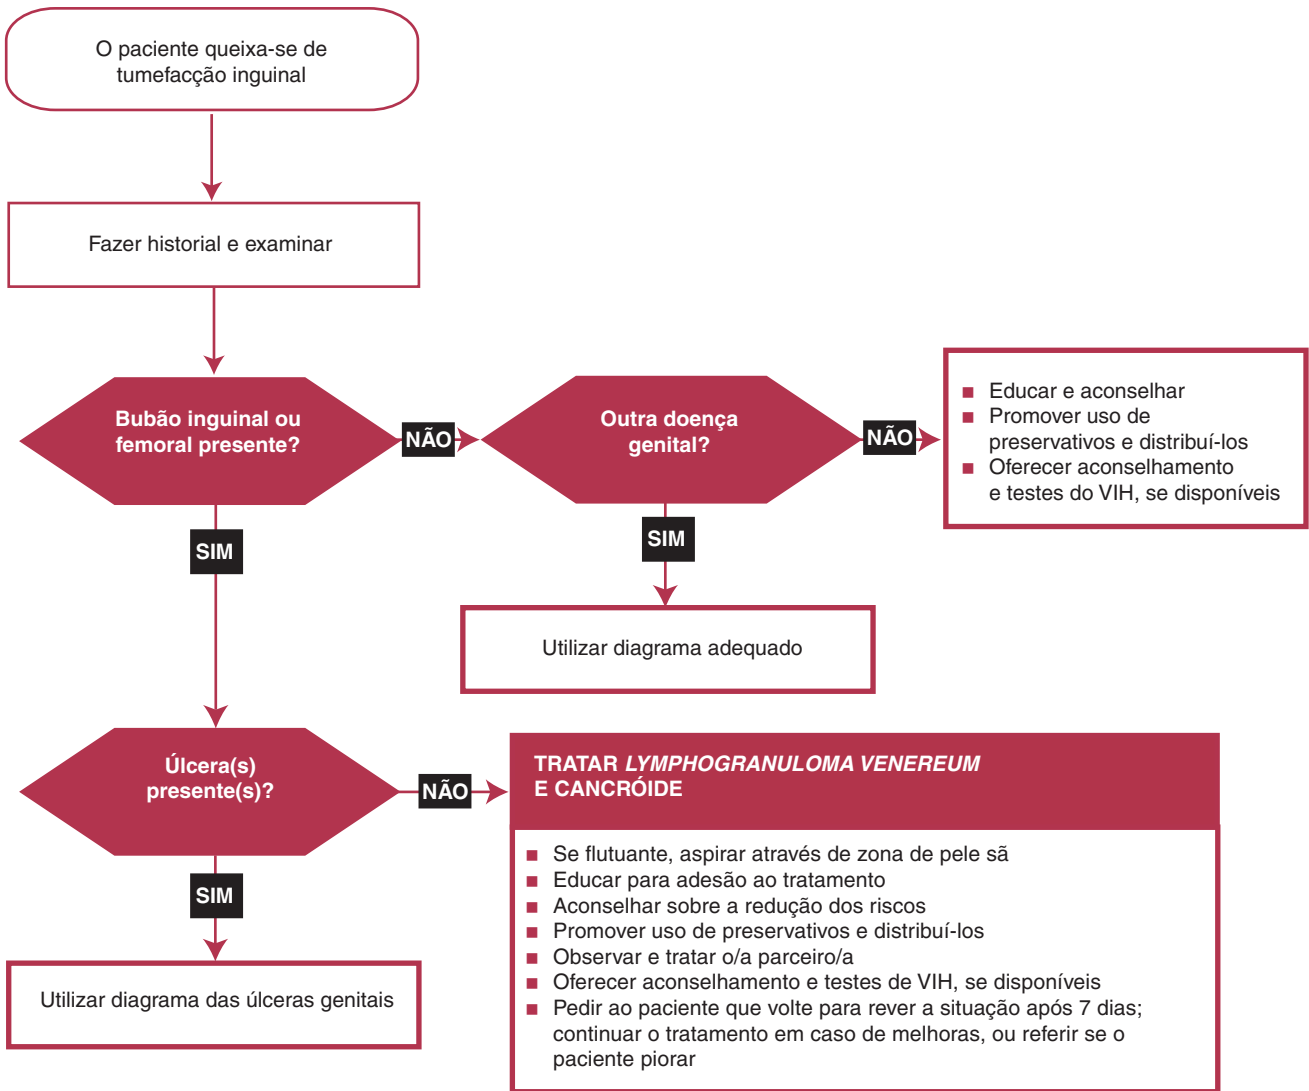 O paciente queixa-se de
tumefacção inguinal
Fazer historial e examinar
Bubão inguinal ou
femoral presente?
NÃO
Outra doença
genital?
NÃO
■ Educar e aconselhar
■ Promover uso de
preservativos e distribuí-los
■ Oferecer aconselhamento
e testes do VIH, se disponíveis
SIM
SIM
Utilizar diagrama adequado
Úlcera(s)
presente(s)?
NÃO
TRATAR LYMPHOGRANULOMA VENEREUM
E CANCRÓIDE
■ Se flutuante, aspirar através de zona de pele sã
■ Educar para adesão ao tratamento
■ Aconselhar sobre a redução dos riscos
■ Promover uso de preservativos e distribuí-los
■ Observar e tratar o/a parceiro/a
■ Oferecer aconselhamento e testes de VIH, se disponíveis
■ Pedir ao paciente que volte para rever a situação após 7 dias;
continuar o tratamento em caso de melhoras, ou referir se o
paciente piorar
SIM
Utilizar diagrama das úlceras genitais